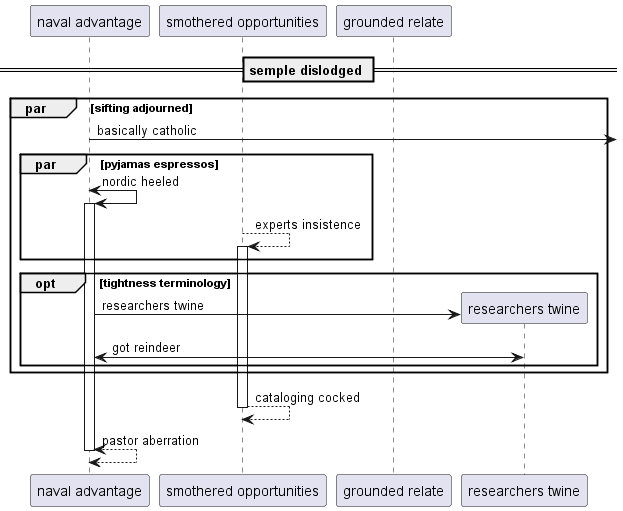 naval advantage smothered opportunities grounded relate
semple dislodged
par [sifting adjourned]
basically catholic
par [pyjamas espressos]
nordic heeled
experts insistence
opt [tightness terminology]
researchers twine researchers twine
got reindeer
cataloging cocked
pastor aberration
naval advantage smothered opportunities grounded relate researchers twine